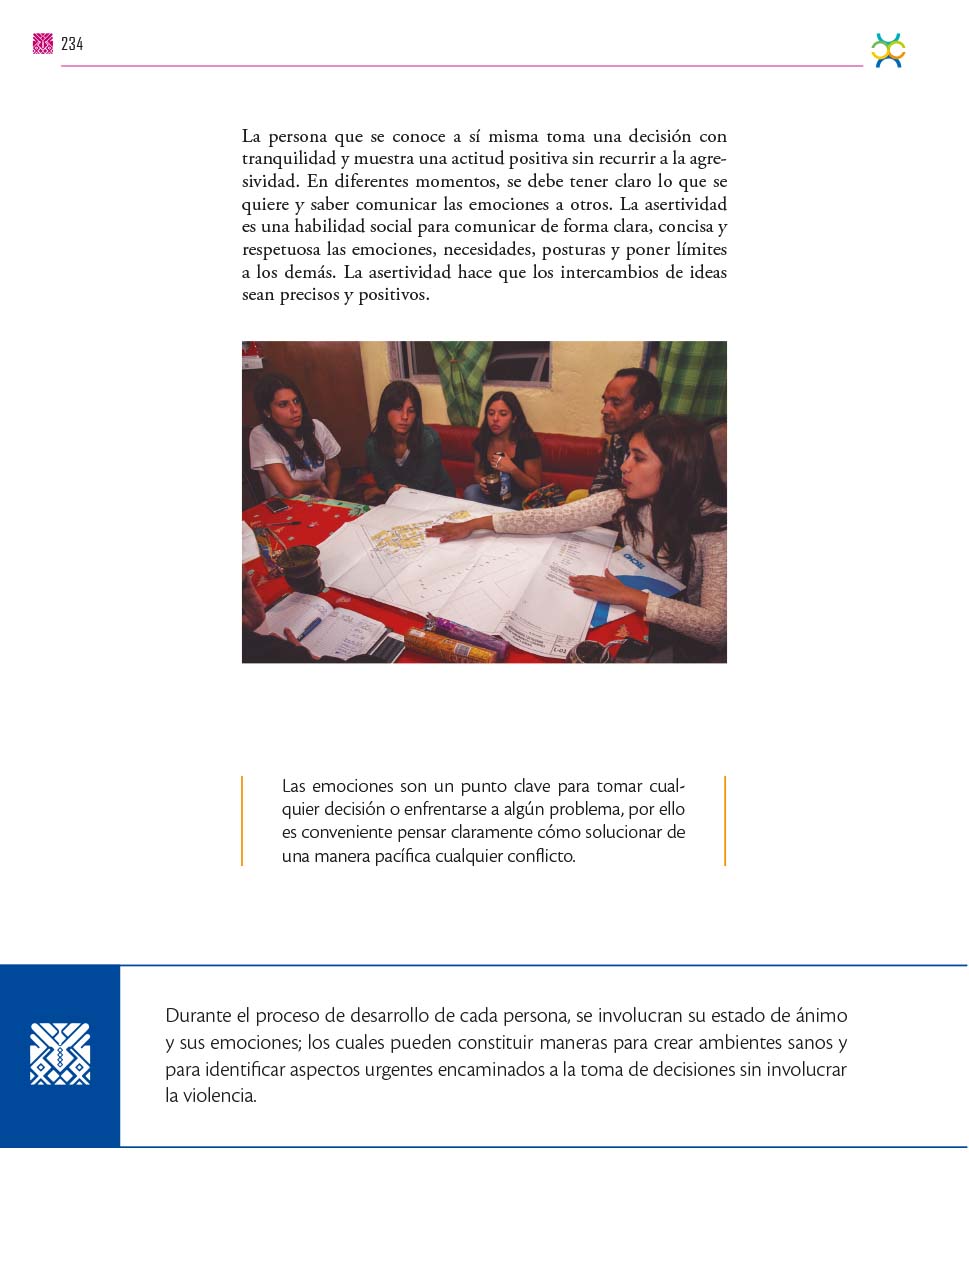 234
La persona que se conoce a sí misma toma una decisión con
tranquilidad y muestra una actitud positiva sin recurrir a la agre-
sividad. En diferentes momentos, se debe tener claro lo que se
quiere y saber comunicar las emociones a otros. La asertividad
es una habilidad social para comunicar de forma clara, concisa y
respetuosa las emociones, necesidades, posturas y poner límites
a los demás. La asertividad hace que los intercambios de ideas
sean precisos y positivos.
L-03
Las emociones son un punto clave para tomar cual-
quier decisión o enfrentarse a algún problema, por ello
es conveniente pensar claramente cómo solucionar de
una manera pacífica cualquier conflicto.
Durante el proceso de desarrollo de cada persona, se involucran su estado de ánimo
y sus emociones; los cuales pueden constituir maneras para crear ambientes sanos y
para identificar aspectos urgentes encaminados a la toma de decisiones sin involucrar
la violencia.